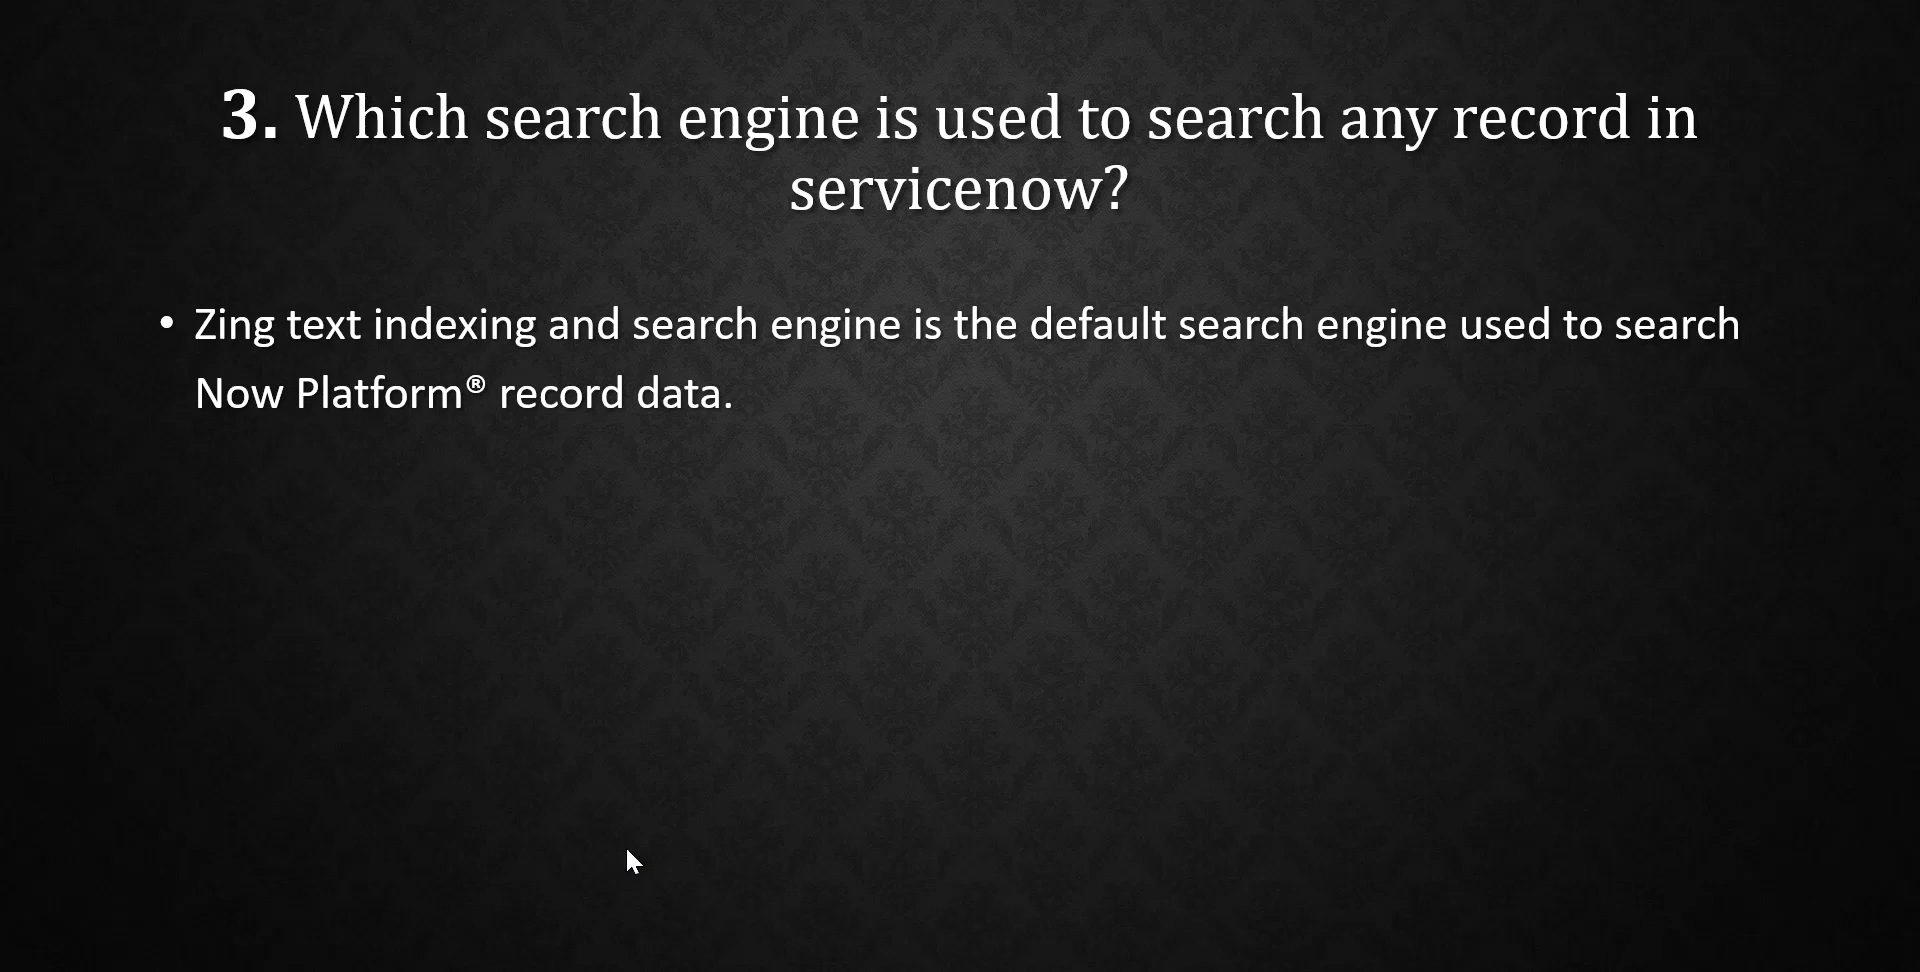 3. Which search engine is used to search any record in
servicenow?
• Zing text indexing and search engine is the default search engine used to search
Now Platform® record data.